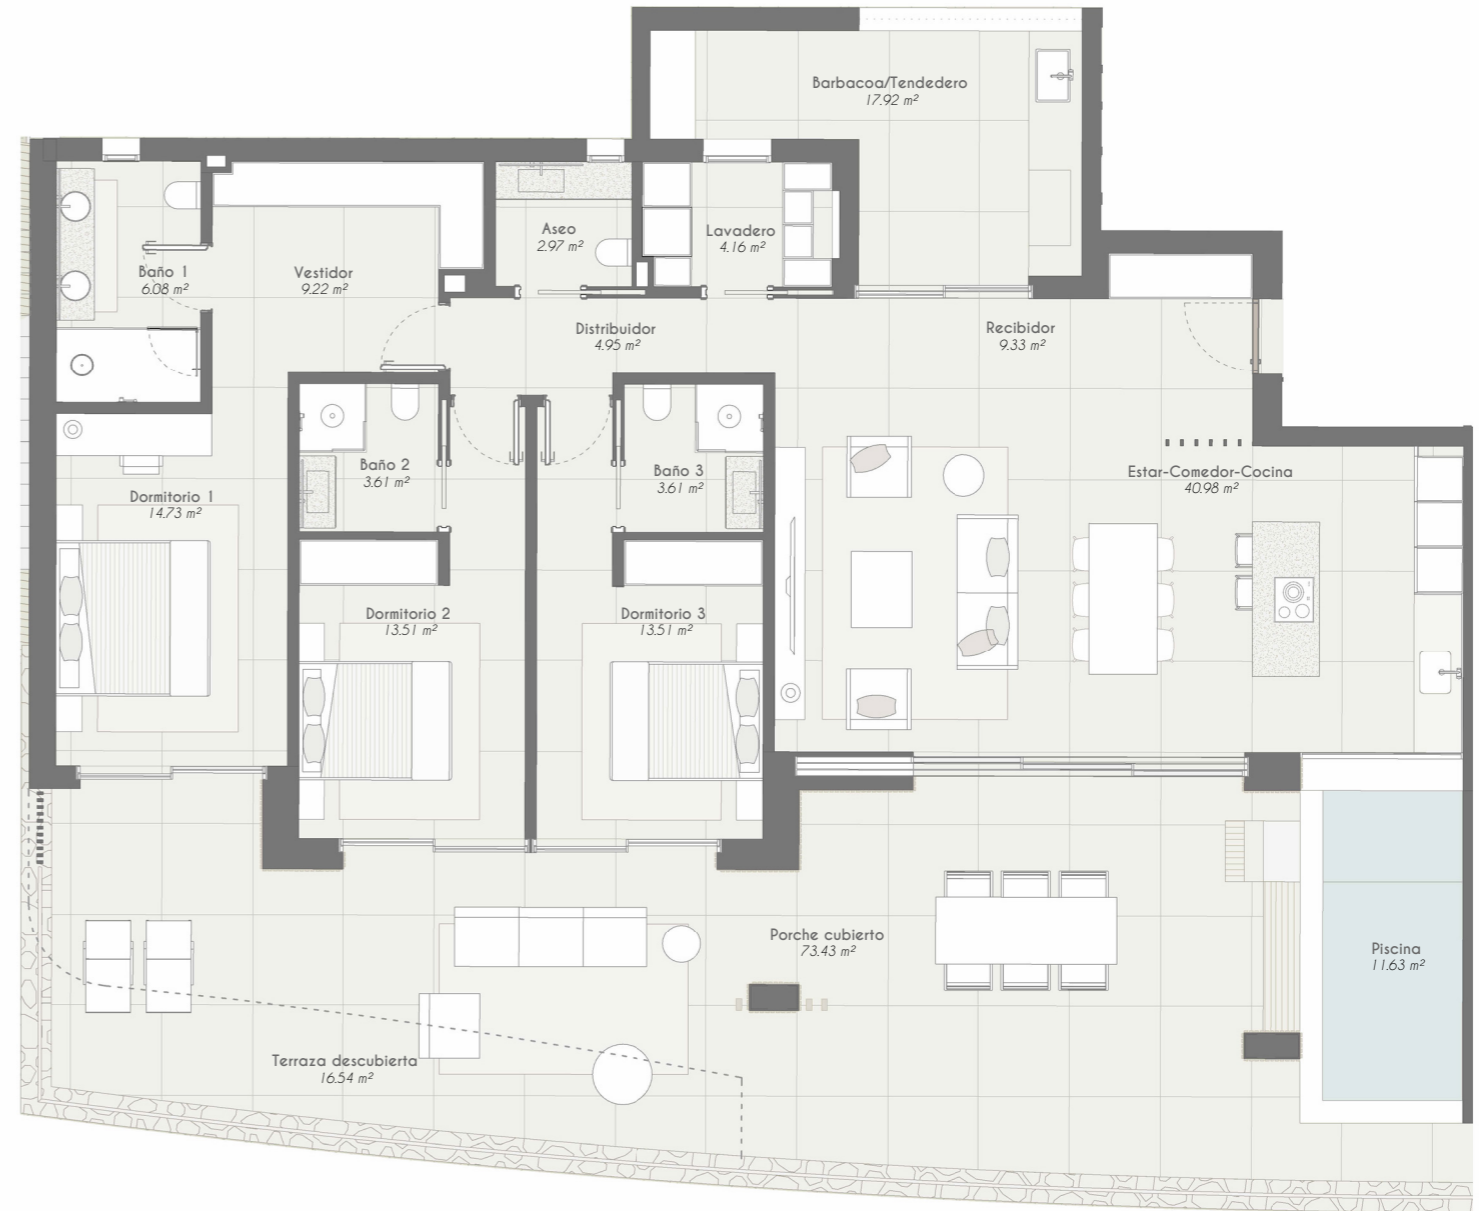 Barbacoa/Tendedero
17.92 m²
Aseo
2.97 m²
Lavadero
4.16 m²
Baño 1
6.08 m²
Vestidor
9.22 m²
Distribuidor
4.95 m²
Recibidor
9.33 m²
Baño 2
3.61 m²
Baño 3
3.61 m²
Estar-Comedor-Cocina
40.98 m²
Dormitorio 1
14.73 m²
Dormitorio 2
13.51 m²
Dormitorio 3
13.51 m²
Porche cubierto
73.43 m²
Piscina
11.63 m²
Terraza descubierta
16.54 m²